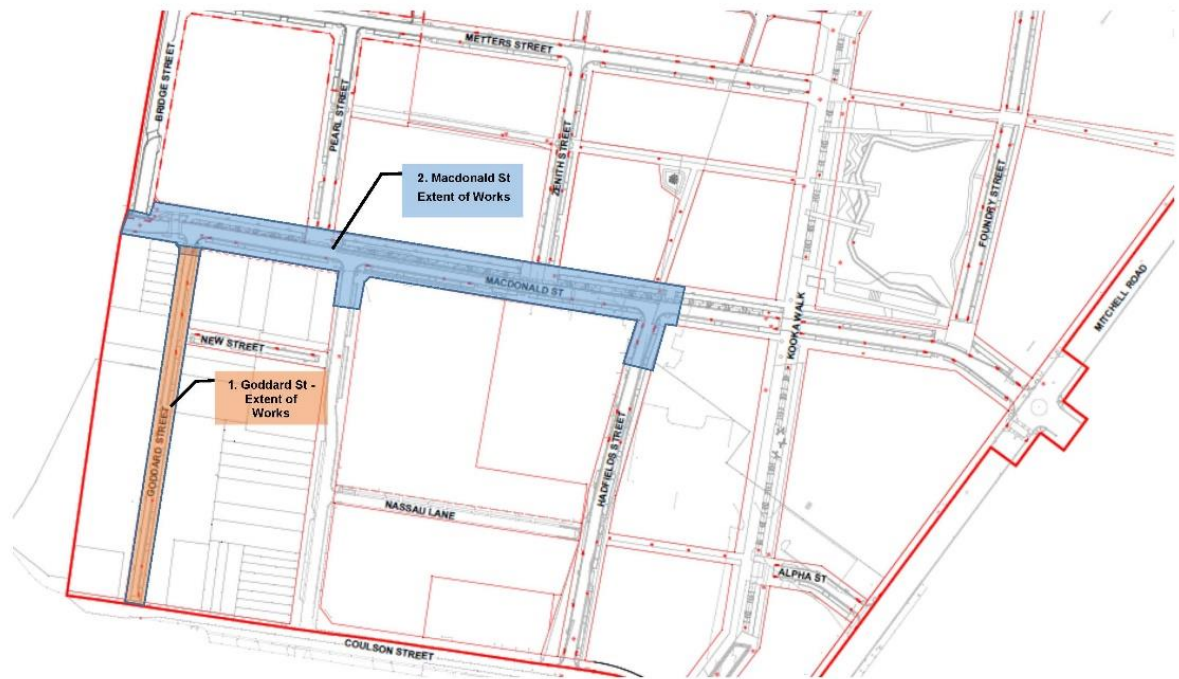 METTERS STREET
BRIDGE STREET
PEARL STREET
ZENITH STREET
2. Macdonald St
Extent of Works
FOUNDRY STREET
MITCHELL ROAD
MACDONALD ST
KOOKA WALK
NEW STREET
1. Goddard St -
Extent of
Works
GODDARD STREET
HADFIELDS STREET
NASSAU LANE
ALPHA ST
COULSON STREET